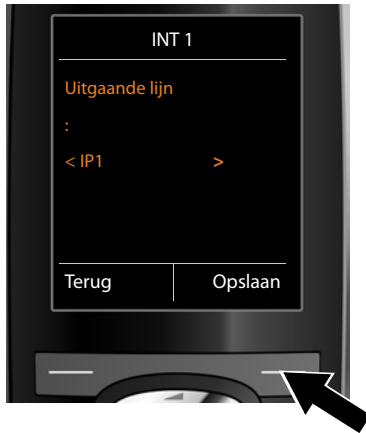 INT 1
Uitgaande lijn
:
< IP1 >
Terug Opslaan